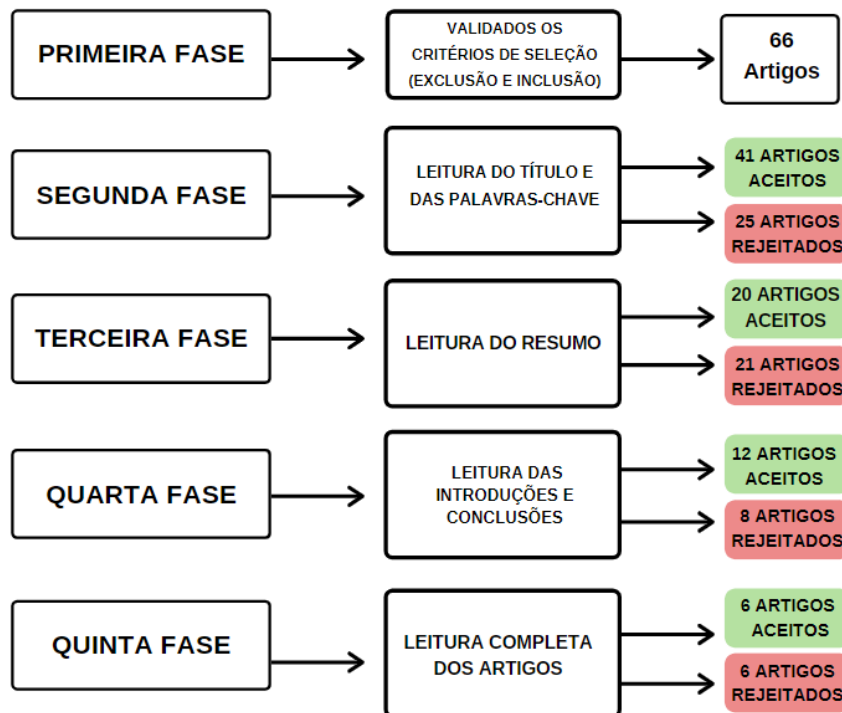 PRIMEIRA FASE
VALIDADOS OS
CRITÉRIOS DE SELEÇÃO
(EXCLUSÃO E INCLUSÃO)
66
Artigos
SEGUNDA FASE
LEITURA DO TÍTULO E
DAS PALAVRAS-CHAVE
41 ARTIGOS
ACEITOS
25 ARTIGOS
REJEITADOS
TERCEIRA FASE
LEITURA DO RESUMO
20 ARTIGOS
ACEITOS
21 ARTIGOS
REJEITADOS
QUARTA FASE
LEITURA DAS
INTRODUÇÕES E
CONCLUSÕES
12 ARTIGOS
ACEITOS
8 ARTIGOS
REJEITADOS
QUINTA FASE
LEITURA COMPLETA
DOS ARTIGOS
6 ARTIGOS
ACEITOS
6 ARTIGOS
REJEITADOS